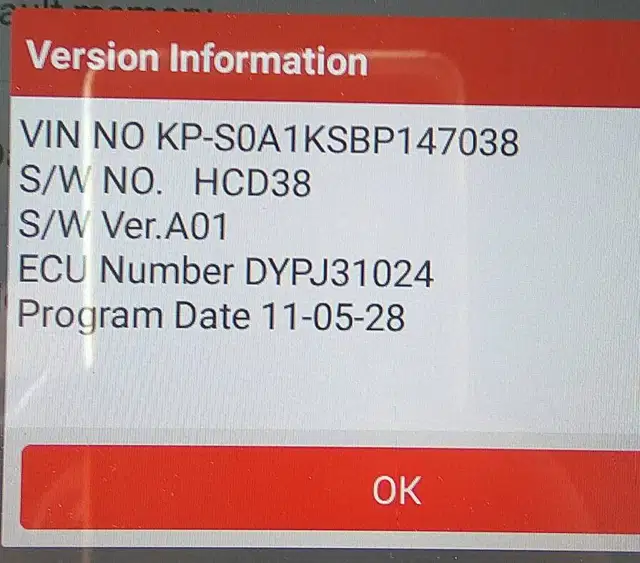 Version Information
VIN NO KP-S0A1KSBP147038
S/W NO. HCD38
S/W Ver.A01
ECU Number DYPJ31024
Program Date 11-05-28
OK